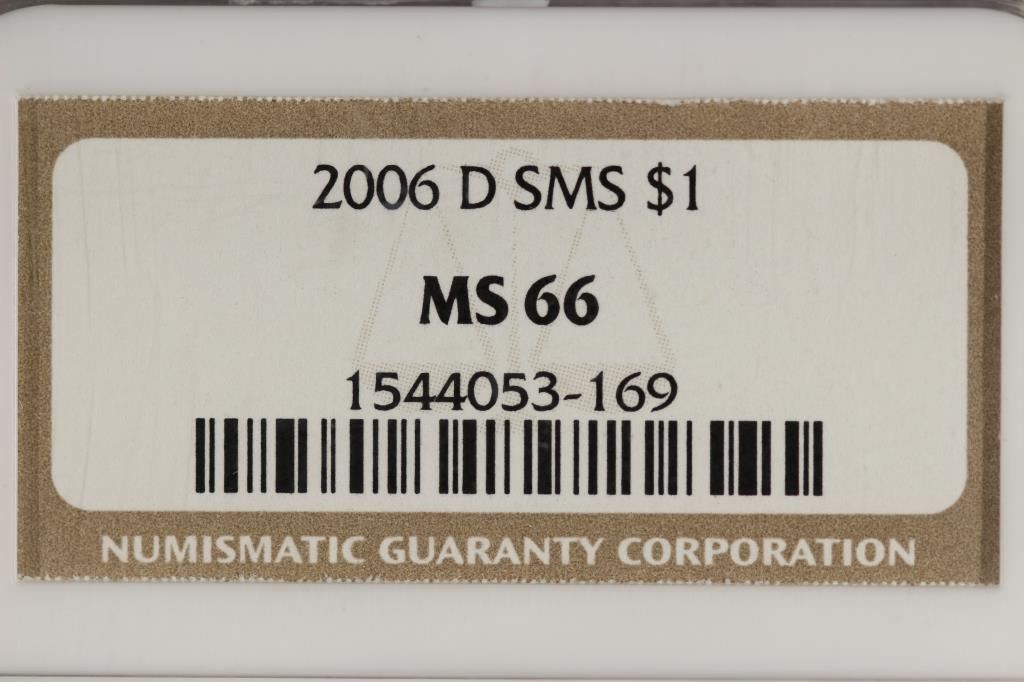 2006 D SMS $1
MS 66
1544053-169
NUMISMATIC GUARANTY CORPORATION